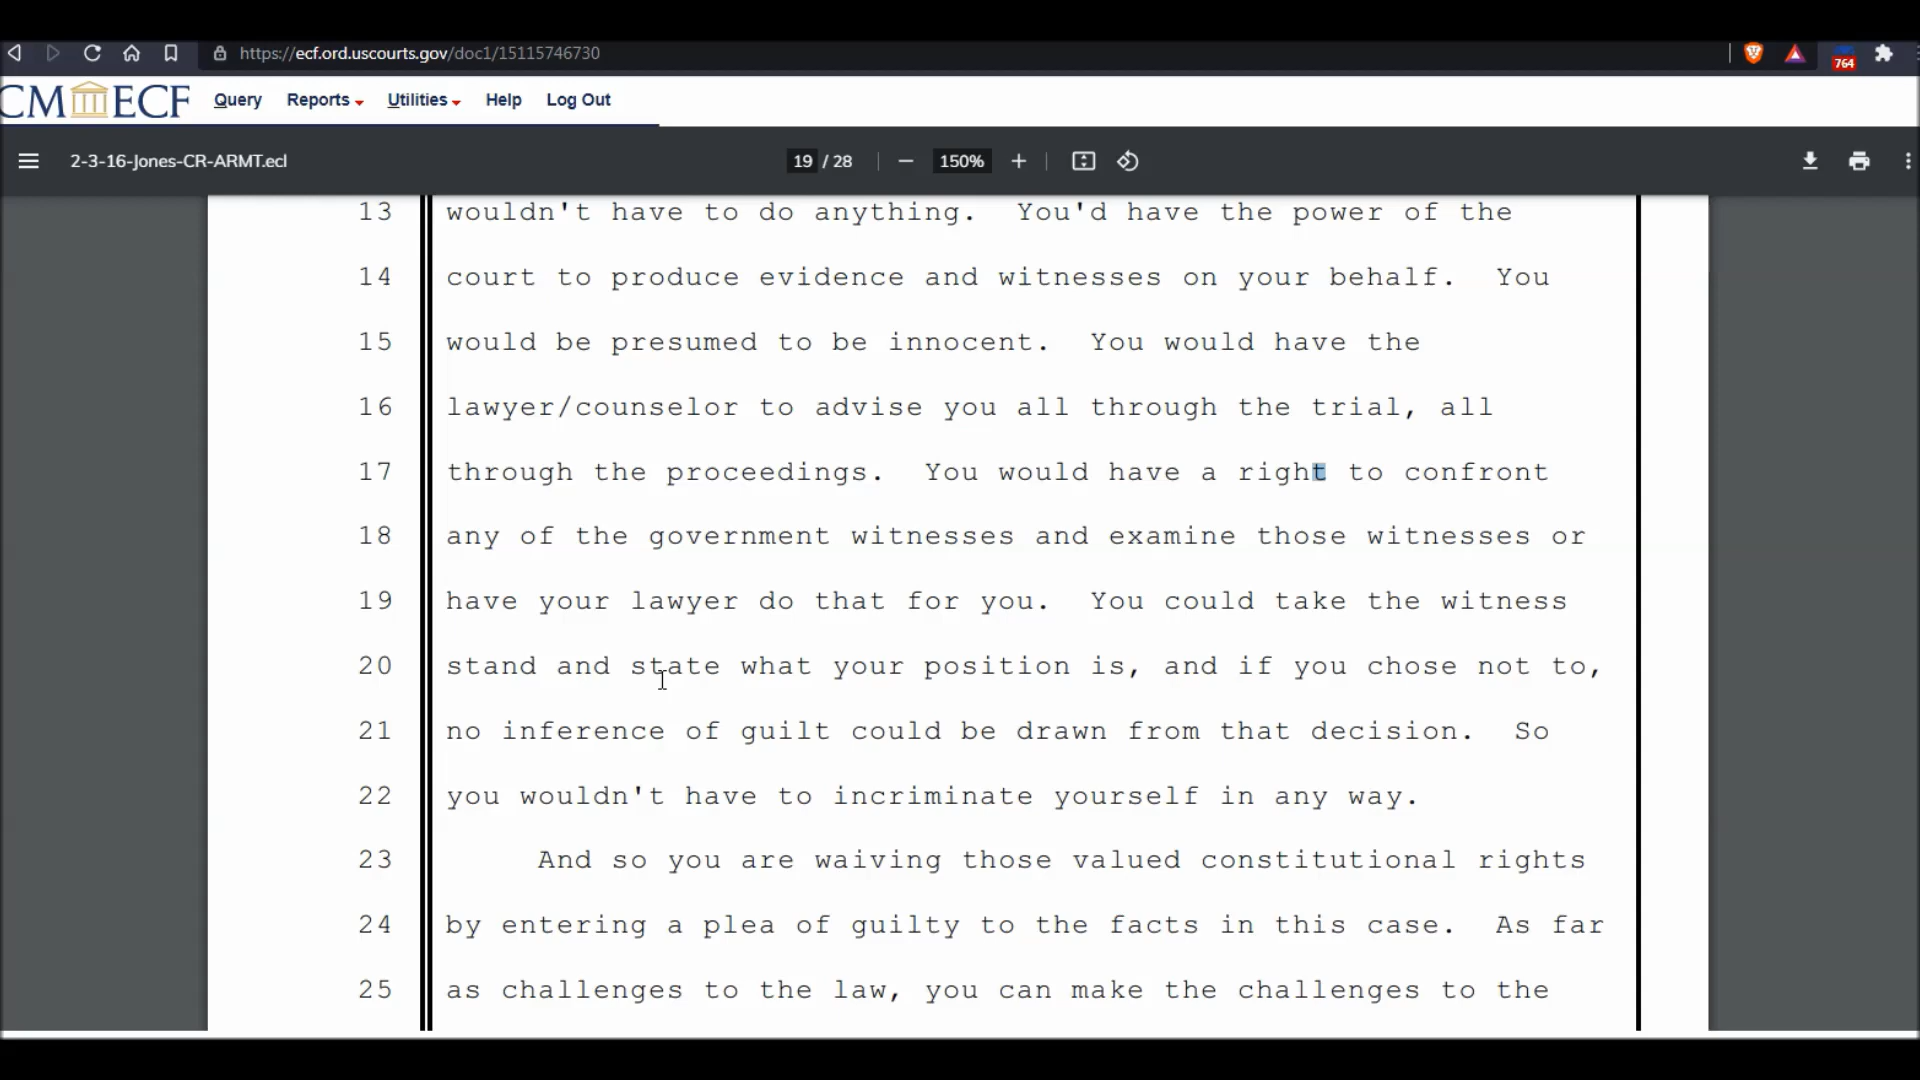 https://ecf.ord.uscourts.gov/doc1/15115746730
764
CM ECF Query Reports Utilities Help Log Out
2-3-16-Jones-CR-ARMT.ecl 19 / 28 150%
13 wouldn't have to do anything. You'd have the power of the
14 court to produce evidence and witnesses on your behalf. You
15 would be presumed to be innocent. You would have the
16 lawyer/counselor to advise you all through the trial, all
17 through the proceedings. You would have a right to confront
18 any of the government witnesses and examine those witnesses or
19 have your lawyer do that for you. You could take the witness
20 stand and state what your position is, and if you chose not to,
21 no inference of guilt could be drawn from that decision. So
22 you wouldn't have to incriminate yourself in any way.
23 And so you are waiving those valued constitutional rights
24 by entering a plea of guilty to the facts in this case. As far
25 as challenges to the law, you can make the challenges to the